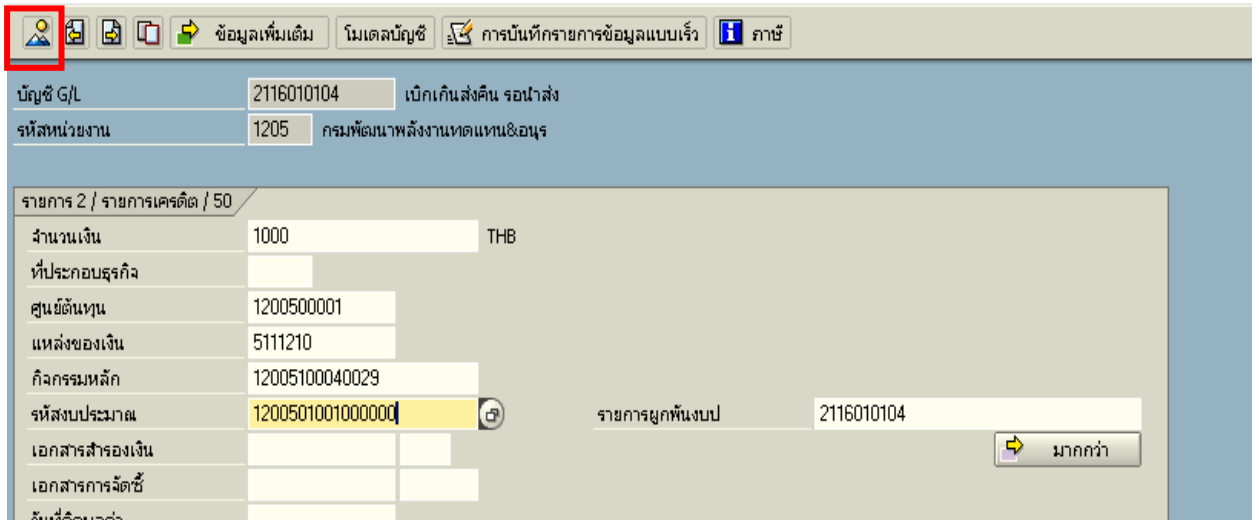 ข้อมูลเพิ่มเติม โมเดลบัญชี การบันทึกรายการข้อมูลแบบเร็ว ภาษี
บัญชี G/L 2116010104 เบิกเกินส่งคืน รอนำส่ง
รหัสหน่วยงาน 1205 กรมพัฒนาพลังงานทดแทน&อนุร
รายการ 2 / รายการเครดิต / 50
จำนวนเงิน 1000 THB
ที่ประกอบธุรกิจ
ศูนย์ต้นทุน 1200500001
แหล่งของเงิน 5111210
กิจกรรมหลัก 12005100040029
รหัสงบประมาณ 1200501001000000 รายการผูกพันงบป 2116010104
เอกสารสำรองเงิน มากกว่า
เอกสารการจัดซื้